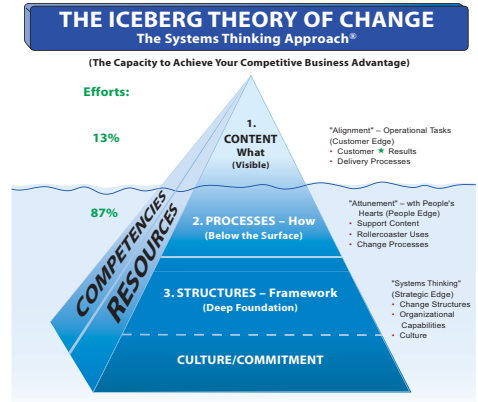 THE ICEBERG THEORY OF CHANGE
The Systems Thinking Approach®
(The Capacity to Achieve Your Competitive Business Advantage)
Efforts:
13%
87%
COMPETENCIES
RESOURCES
1.
CONTENT
What
(Visible)
"Alignment" – Operational Tasks
(Customer Edge)
• Customer ★ Results
• Delivery Processes
2. PROCESSES – How
(Below the Surface)
"Attunement" – wth People's
Hearts (People Edge)
• Support Content
• Rollercoaster Uses
• Change Processes
3. STRUCTURES – Framework
(Deep Foundation)
"Systems Thinking"
(Strategic Edge)
• Change Structures
• Organizational
Capabilities
• Culture
CULTURE/COMMITMENT